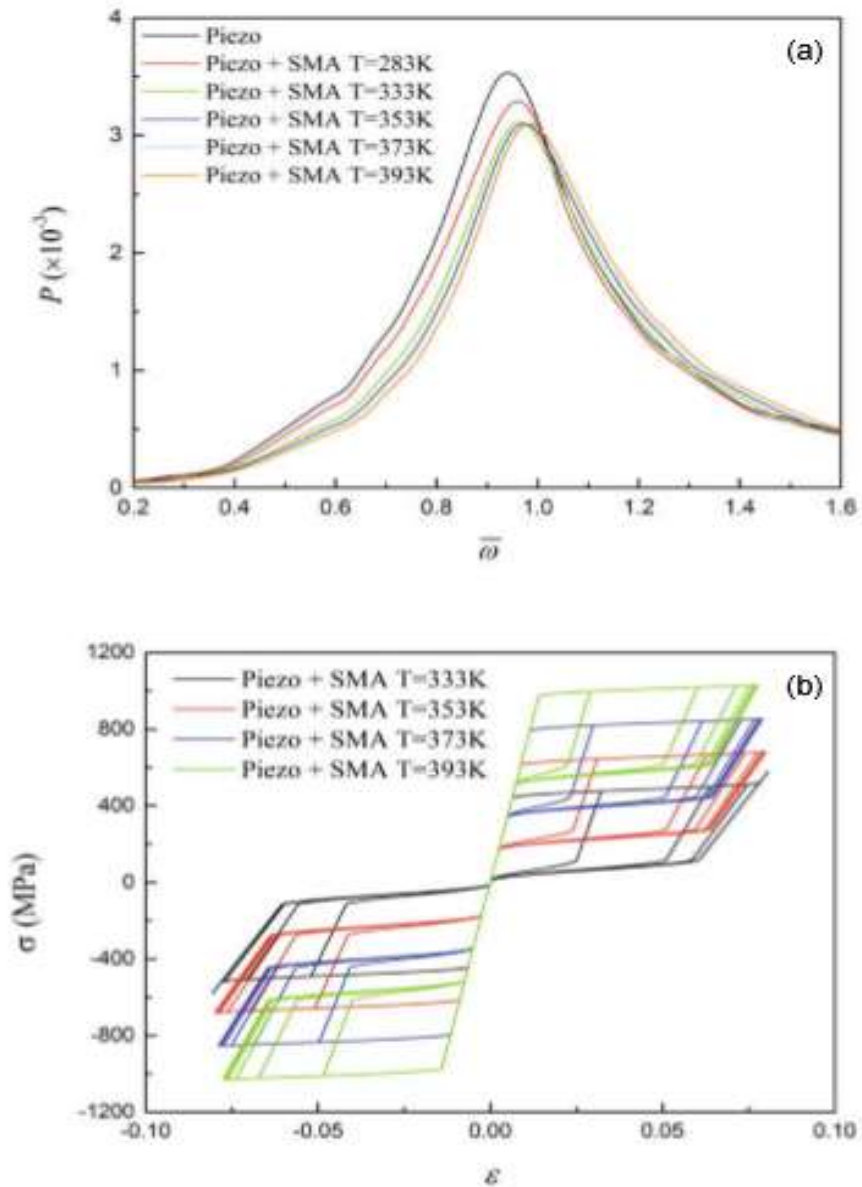 4
3
2
1
0
P (×10⁻³)
Piezo
Piezo + SMA T=283K
Piezo + SMA T=333K
Piezo + SMA T=353K
Piezo + SMA T=373K
Piezo + SMA T=393K
(a)
0.2 0.4 0.6 0.8 1.0 1.2 1.4 1.6
ω̅
1200
800
400
0
-400
-800
-1200
σ (MPa)
Piezo + SMA T=333K
Piezo + SMA T=353K
Piezo + SMA T=373K
Piezo + SMA T=393K
(b)
-0.10 -0.05 0.00 0.05 0.10
ε